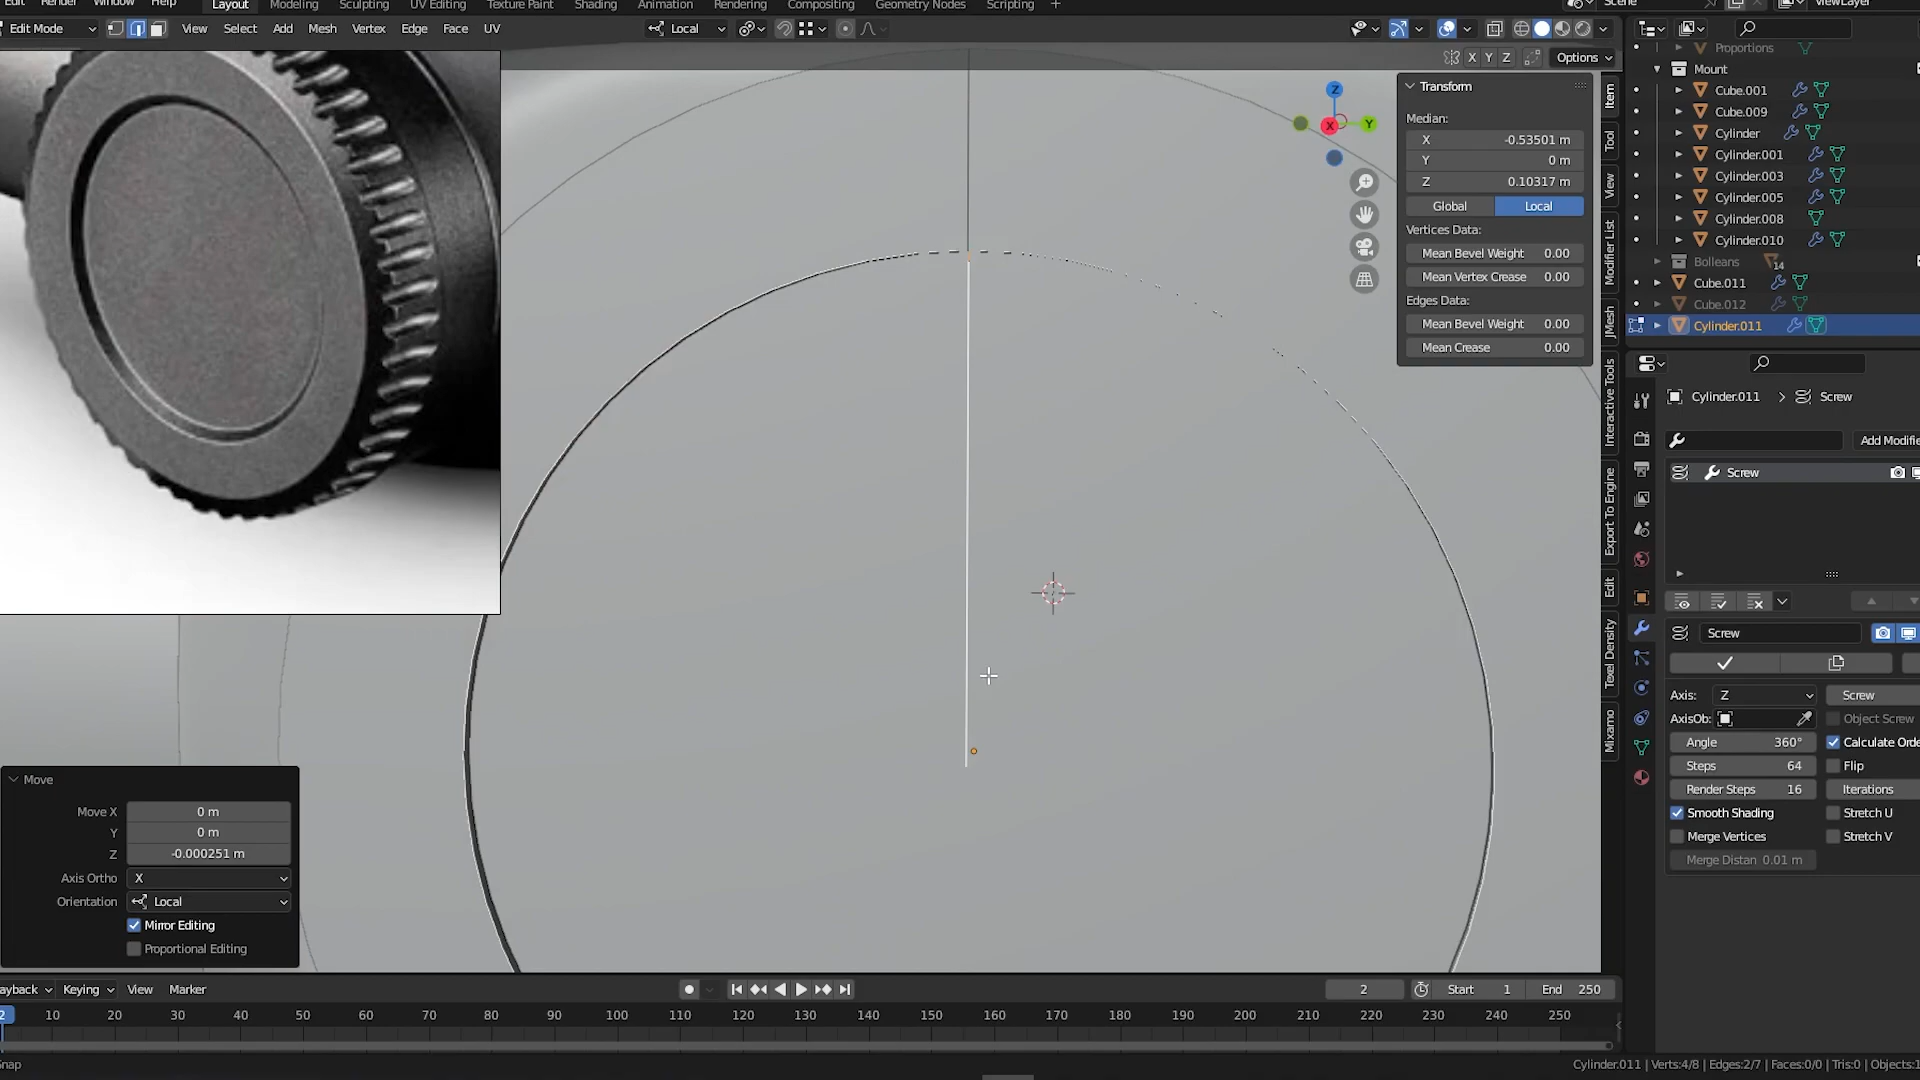 Edit Render Window Help Layout Modeling Sculpting UV Editing Texture Paint Shading Animation Rendering Compositing Geometry Nodes Scripting + Scene ViewLayer
Edit Mode View Select Add Mesh Vertex Edge Face UV Local
X Y Z Options
Transform
Median:
X -0.53501 m
Y 0 m
Z 0.10317 m
Global Local
Vertices Data:
Mean Bevel Weight 0.00
Mean Vertex Crease 0.00
Edges Data:
Mean Bevel Weight 0.00
Mean Crease 0.00
Z
X
Y
Item
Tool
View
Modifier List
JMesh
Interactive Tools
Export To Engine
Edit
Texel Density
Mixamo
Proportions
Mount
Cube.001
Cube.009
Cylinder
Cylinder.001
Cylinder.003
Cylinder.005
Cylinder.008
Cylinder.010
Bolleans 14
Cube.011
Cube.012
Cylinder.011
Cylinder.011 > Screw
Add Modifie
Screw
Screw
Axis: Z Screw
AxisOb: Object Screw
Angle 360° Calculate Orde
Steps 64 Flip
Render Steps 16 Iterations
Smooth Shading Stretch U
Merge Vertices Stretch V
Merge Distan 0.01 m
Move
Move X 0 m
Y 0 m
Z -0.000251 m
Axis Ortho X
Orientation Local
Mirror Editing
Proportional Editing
ayback Keying View Marker 2 Start 1 End 250
2 10 20 30 40 50 60 70 80 90 100 110 120 130 140 150 160 170 180 190 200 210 220 230 240 250
Snap Cylinder.011 | Verts:4/8 | Edges:2/7 | Faces:0/0 | Tris:0 | Objects:1